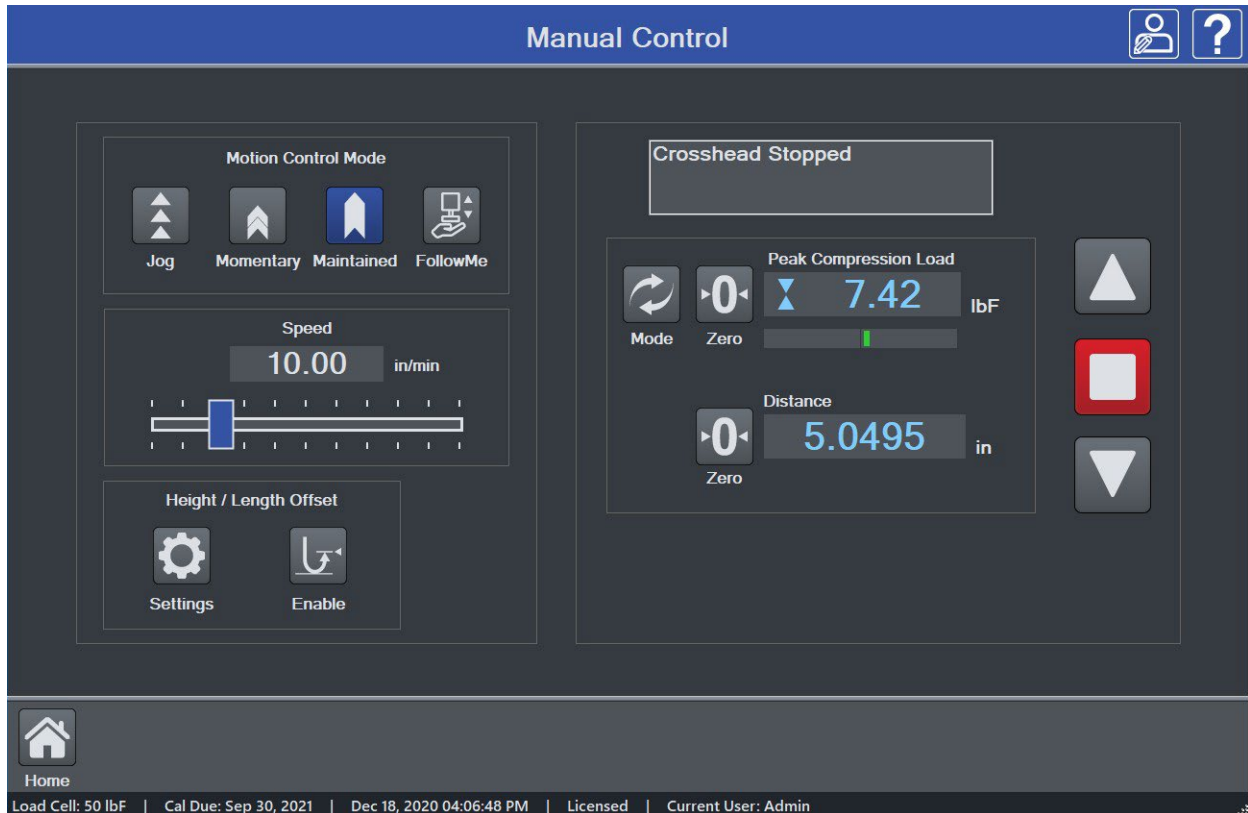 Manual Control
?
Motion Control Mode
Jog Momentary Maintained FollowMe
Speed
10.00 in/min
Height / Length Offset
Settings Enable
Crosshead Stopped
Peak Compression Load
0 7.42 lbF
Mode Zero
Distance
0 5.0495 in
Zero
Home
Load Cell: 50 lbF | Cal Due: Sep 30, 2021 | Dec 18, 2020 04:06:48 PM | Licensed | Current User: Admin